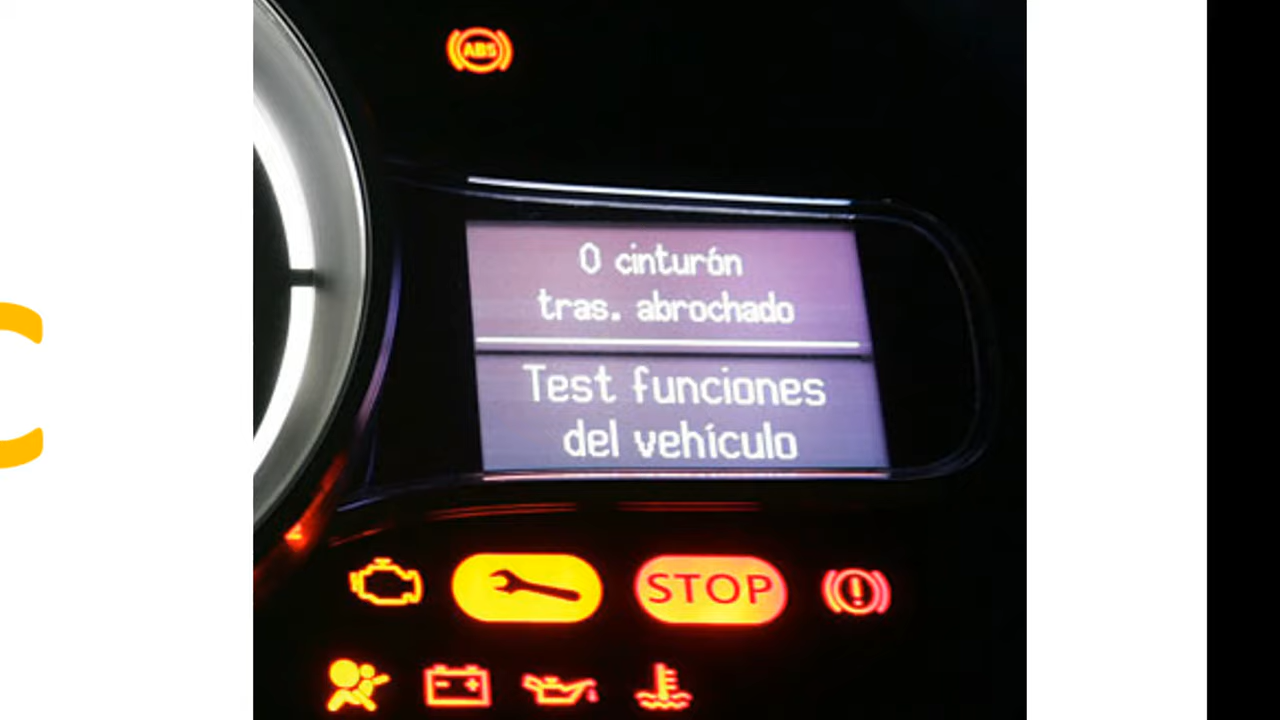 ABS
0 cinturón
tras. abrochado
Test funciones
del vehículo
STOP